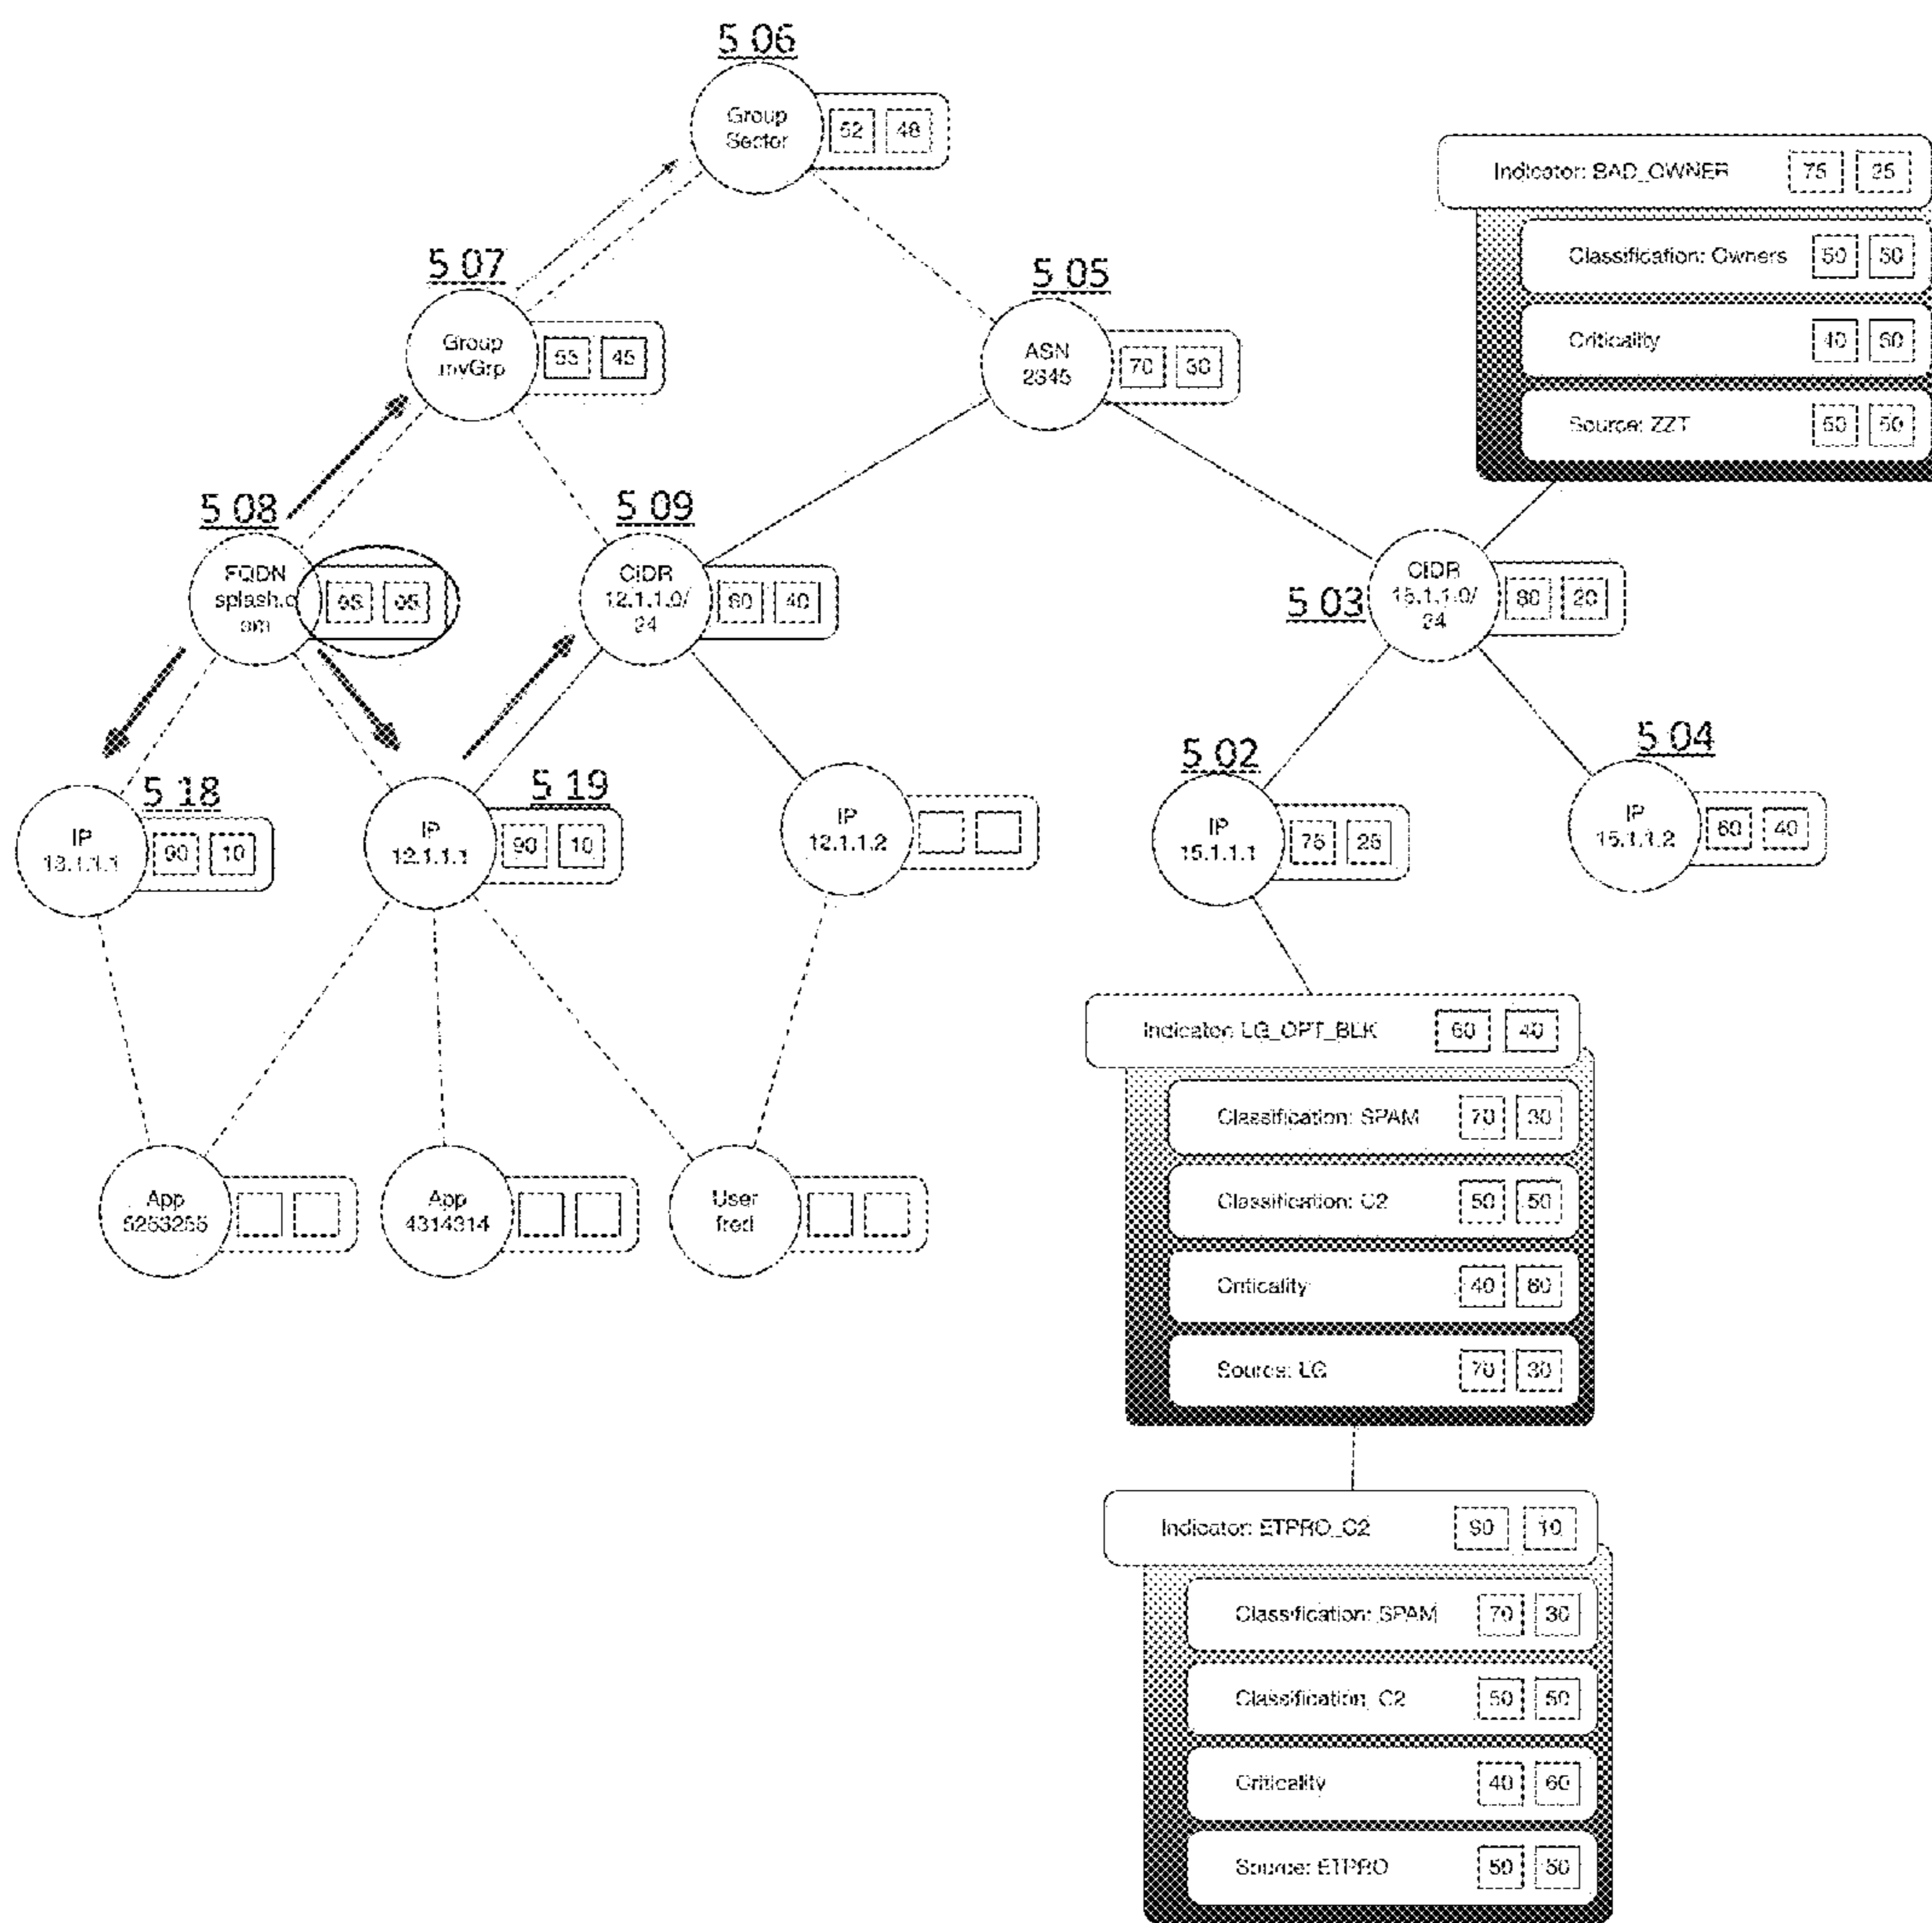 5 06
Group
Sector
52 48
Indicator: BAD_OWNER 75 25
Classification: Owners 50 50
Criticality 40 60
Source: ZZT 50 50
5 07
Group
myGrp
55 45
5 05
ASN
2345
70 30
5 08
FQDN
splash.c
om
95 05
5 09
CIDR
12.1.1.0/
24
60 40
5 03
CIDR
15.1.1.0/
24
80 20
5 18
IP
13.1.1.1
90 10
5 19
IP
12.1.1.1
90 10
IP
12.1.1.2
5 02
IP
15.1.1.1
75 25
5 04
IP
15.1.1.2
60 40
Indicator: LG_OPT_BLK 60 40
Classification: SPAM 70 30
Classification: C2 50 50
Criticality 40 60
Source: LG 70 30
App
5253255
App
4314314
User
fred
Indicator: ETPRO_C2 90 10
Classification: SPAM 70 30
Classification: C2 50 50
Criticality 40 60
Source: ETPRO 50 50